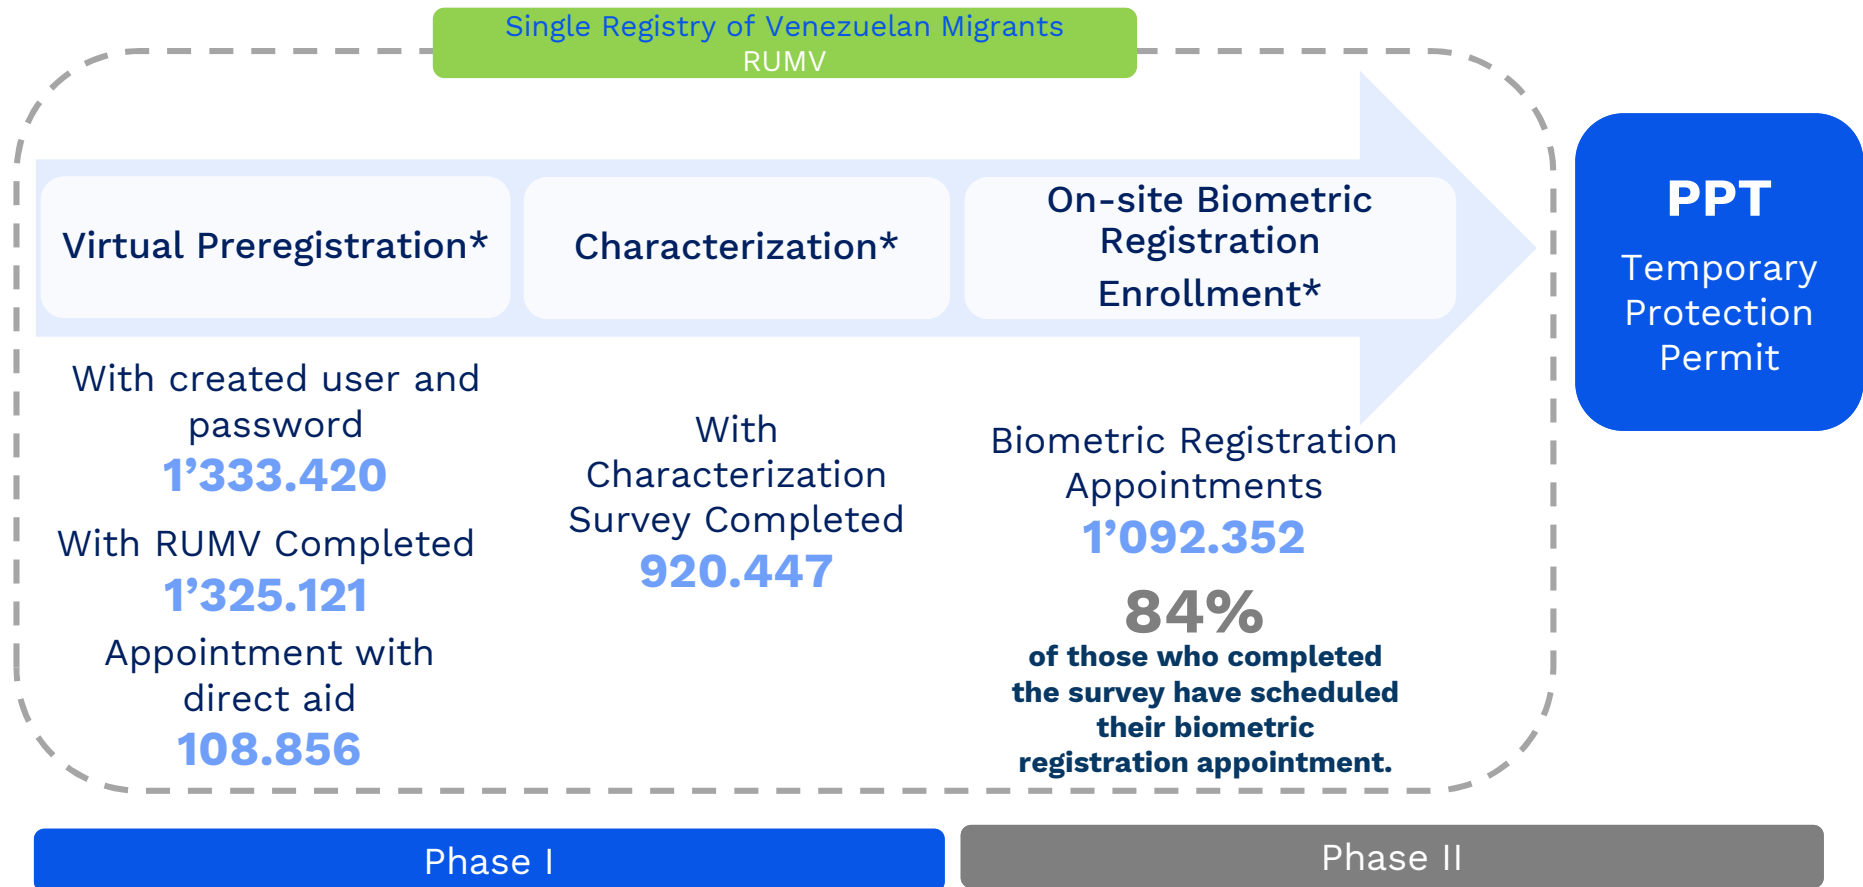 Single Registry of Venezuelan Migrants
RUMV
Virtual Preregistration*
With created user and
password
1’333.420
With RUMV Completed
1’325.121
Appointment with
direct aid
108.856
Characterization*
With
Characterization
Survey Completed
920.447
On-site Biometric
Registration
Enrollment*
Biometric Registration
Appointments
1’092.352
84%
of those who completed
the survey have scheduled
their biometric
registration appointment.
PPT
Temporary
Protection
Permit
Phase I
Phase II